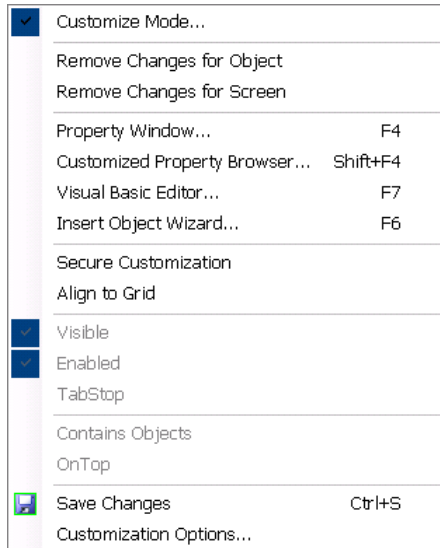 Customize Mode...
Remove Changes for Object
Remove Changes for Screen
Property Window... F4
Customized Property Browser... Shift+F4
Visual Basic Editor... F7
Insert Object Wizard... F6
Secure Customization
Align to Grid
Visible
Enabled
TabStop
Contains Objects
OnTop
Save Changes Ctrl+S
Customization Options...